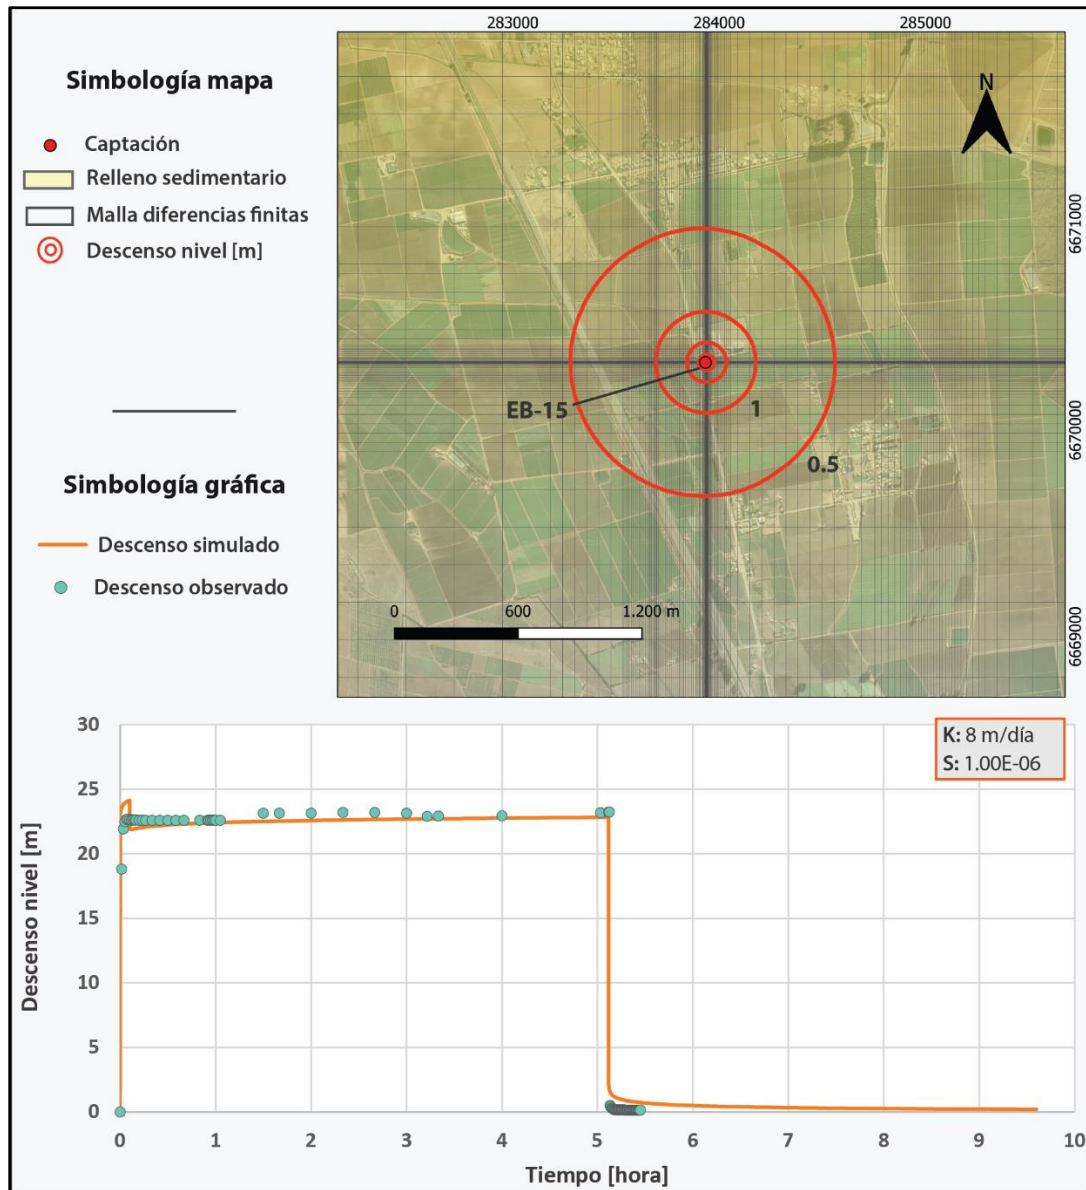 Simbología mapa
Captación
Relleno sedimentario
Malla diferencias finitas
Descenso nivel [m]
Simbología gráfica
Descenso simulado
Descenso observado
283000
284000
285000
N
6671000
6670000
6669000
EB-15
1
0.5
0
600
1.200 m
K: 8 m/día
S: 1.00E-06
Descenso nivel [m]
30
25
20
15
10
5
0
0
1
2
3
4
5
6
7
8
9
10
Tiempo [hora]